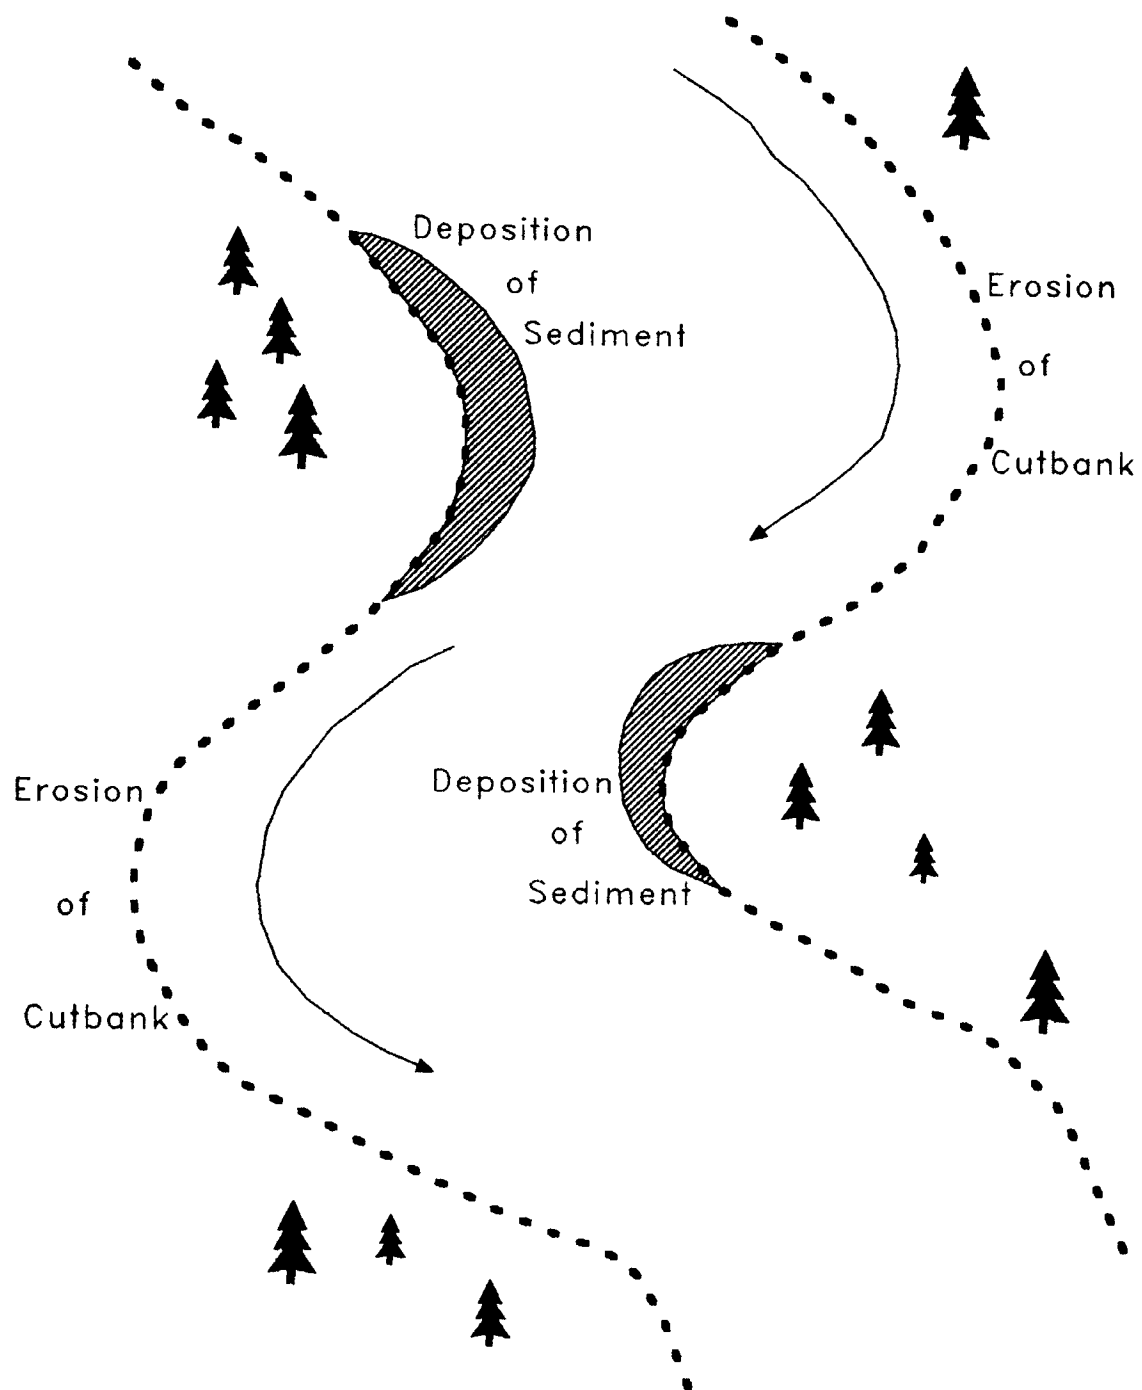 Deposition
of
Sediment
Erosion
of
Cutbank
Erosion
of
Cutbank
Deposition
of
Sediment